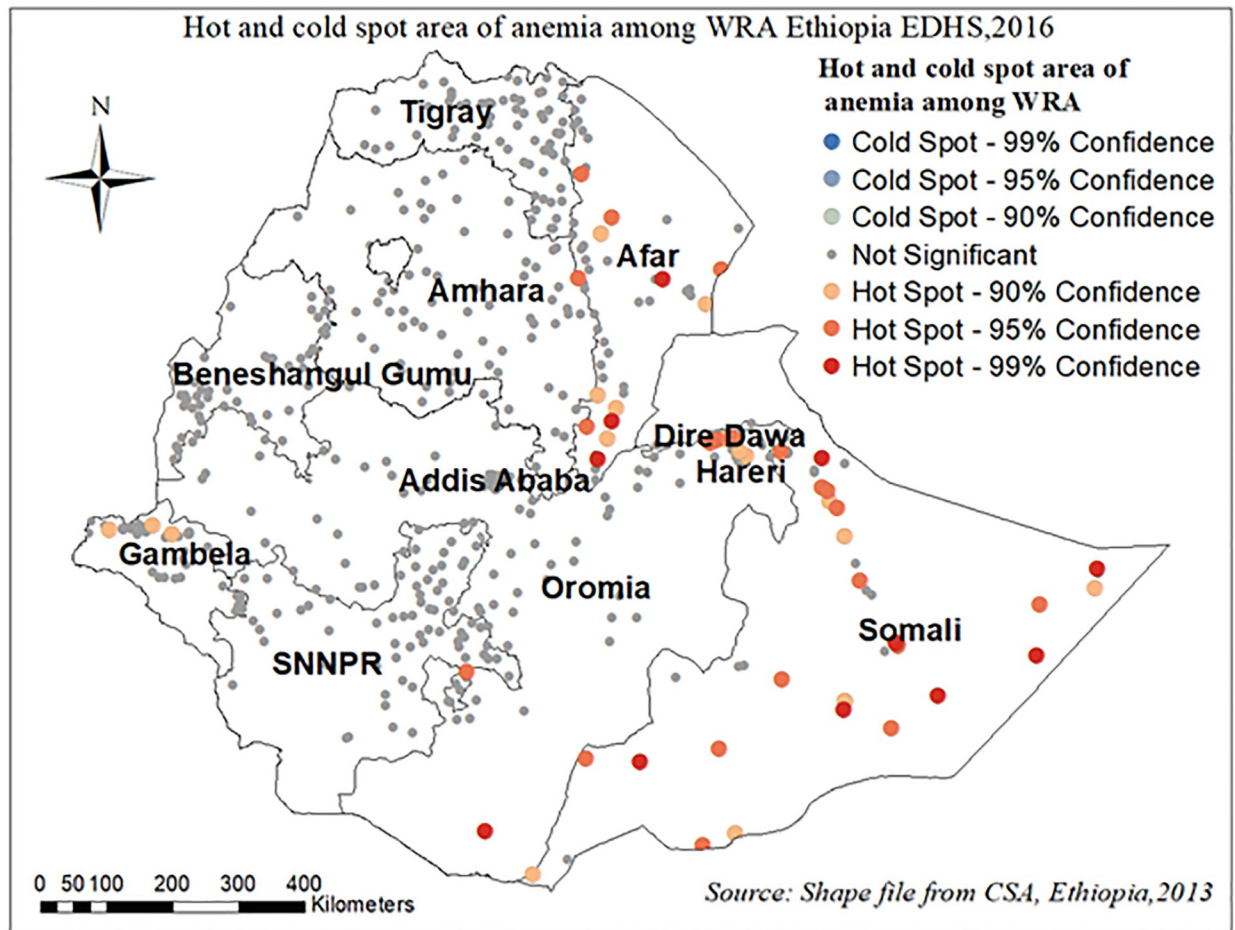 Hot and cold spot area of anemia among WRA Ethiopia EDHS,2016
Hot and cold spot area of
anemia among WRA
Cold Spot - 99% Confidence
Cold Spot - 95% Confidence
Cold Spot - 90% Confidence
Not Significant
Hot Spot - 90% Confidence
Hot Spot - 95% Confidence
Hot Spot - 99% Confidence
N
Tigray
Afar
Amhara
Beneshangul Gumu
Dire Dawa
Hareri
Addis Ababa
Gambela
Oromia
Somali
SNNPR
0 50 100 200 300 400
Kilometers
Source: Shape file from CSA, Ethiopia,2013